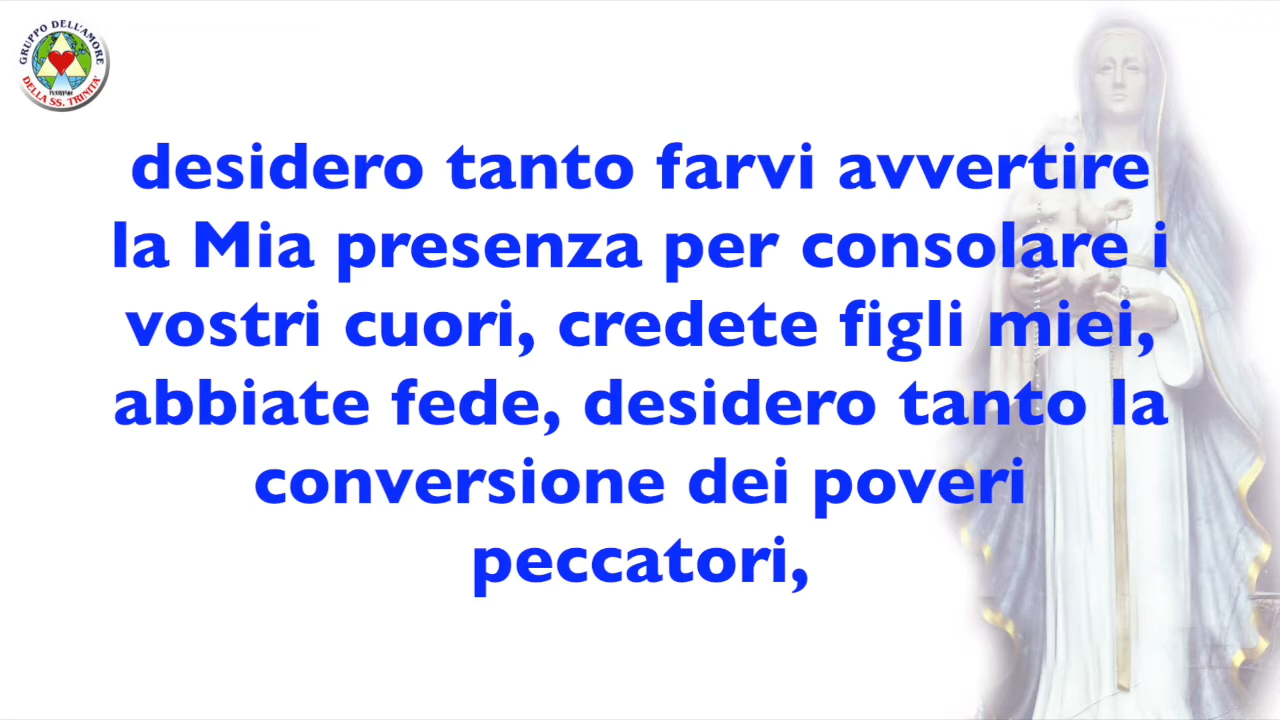 GRUPPO DELL'AMORE
DELLA SS. TRINITA'
desidero tanto farvi avvertire
la Mia presenza per consolare i
vostri cuori, credete figli miei,
abbiate fede, desidero tanto la
conversione dei poveri
peccatori,